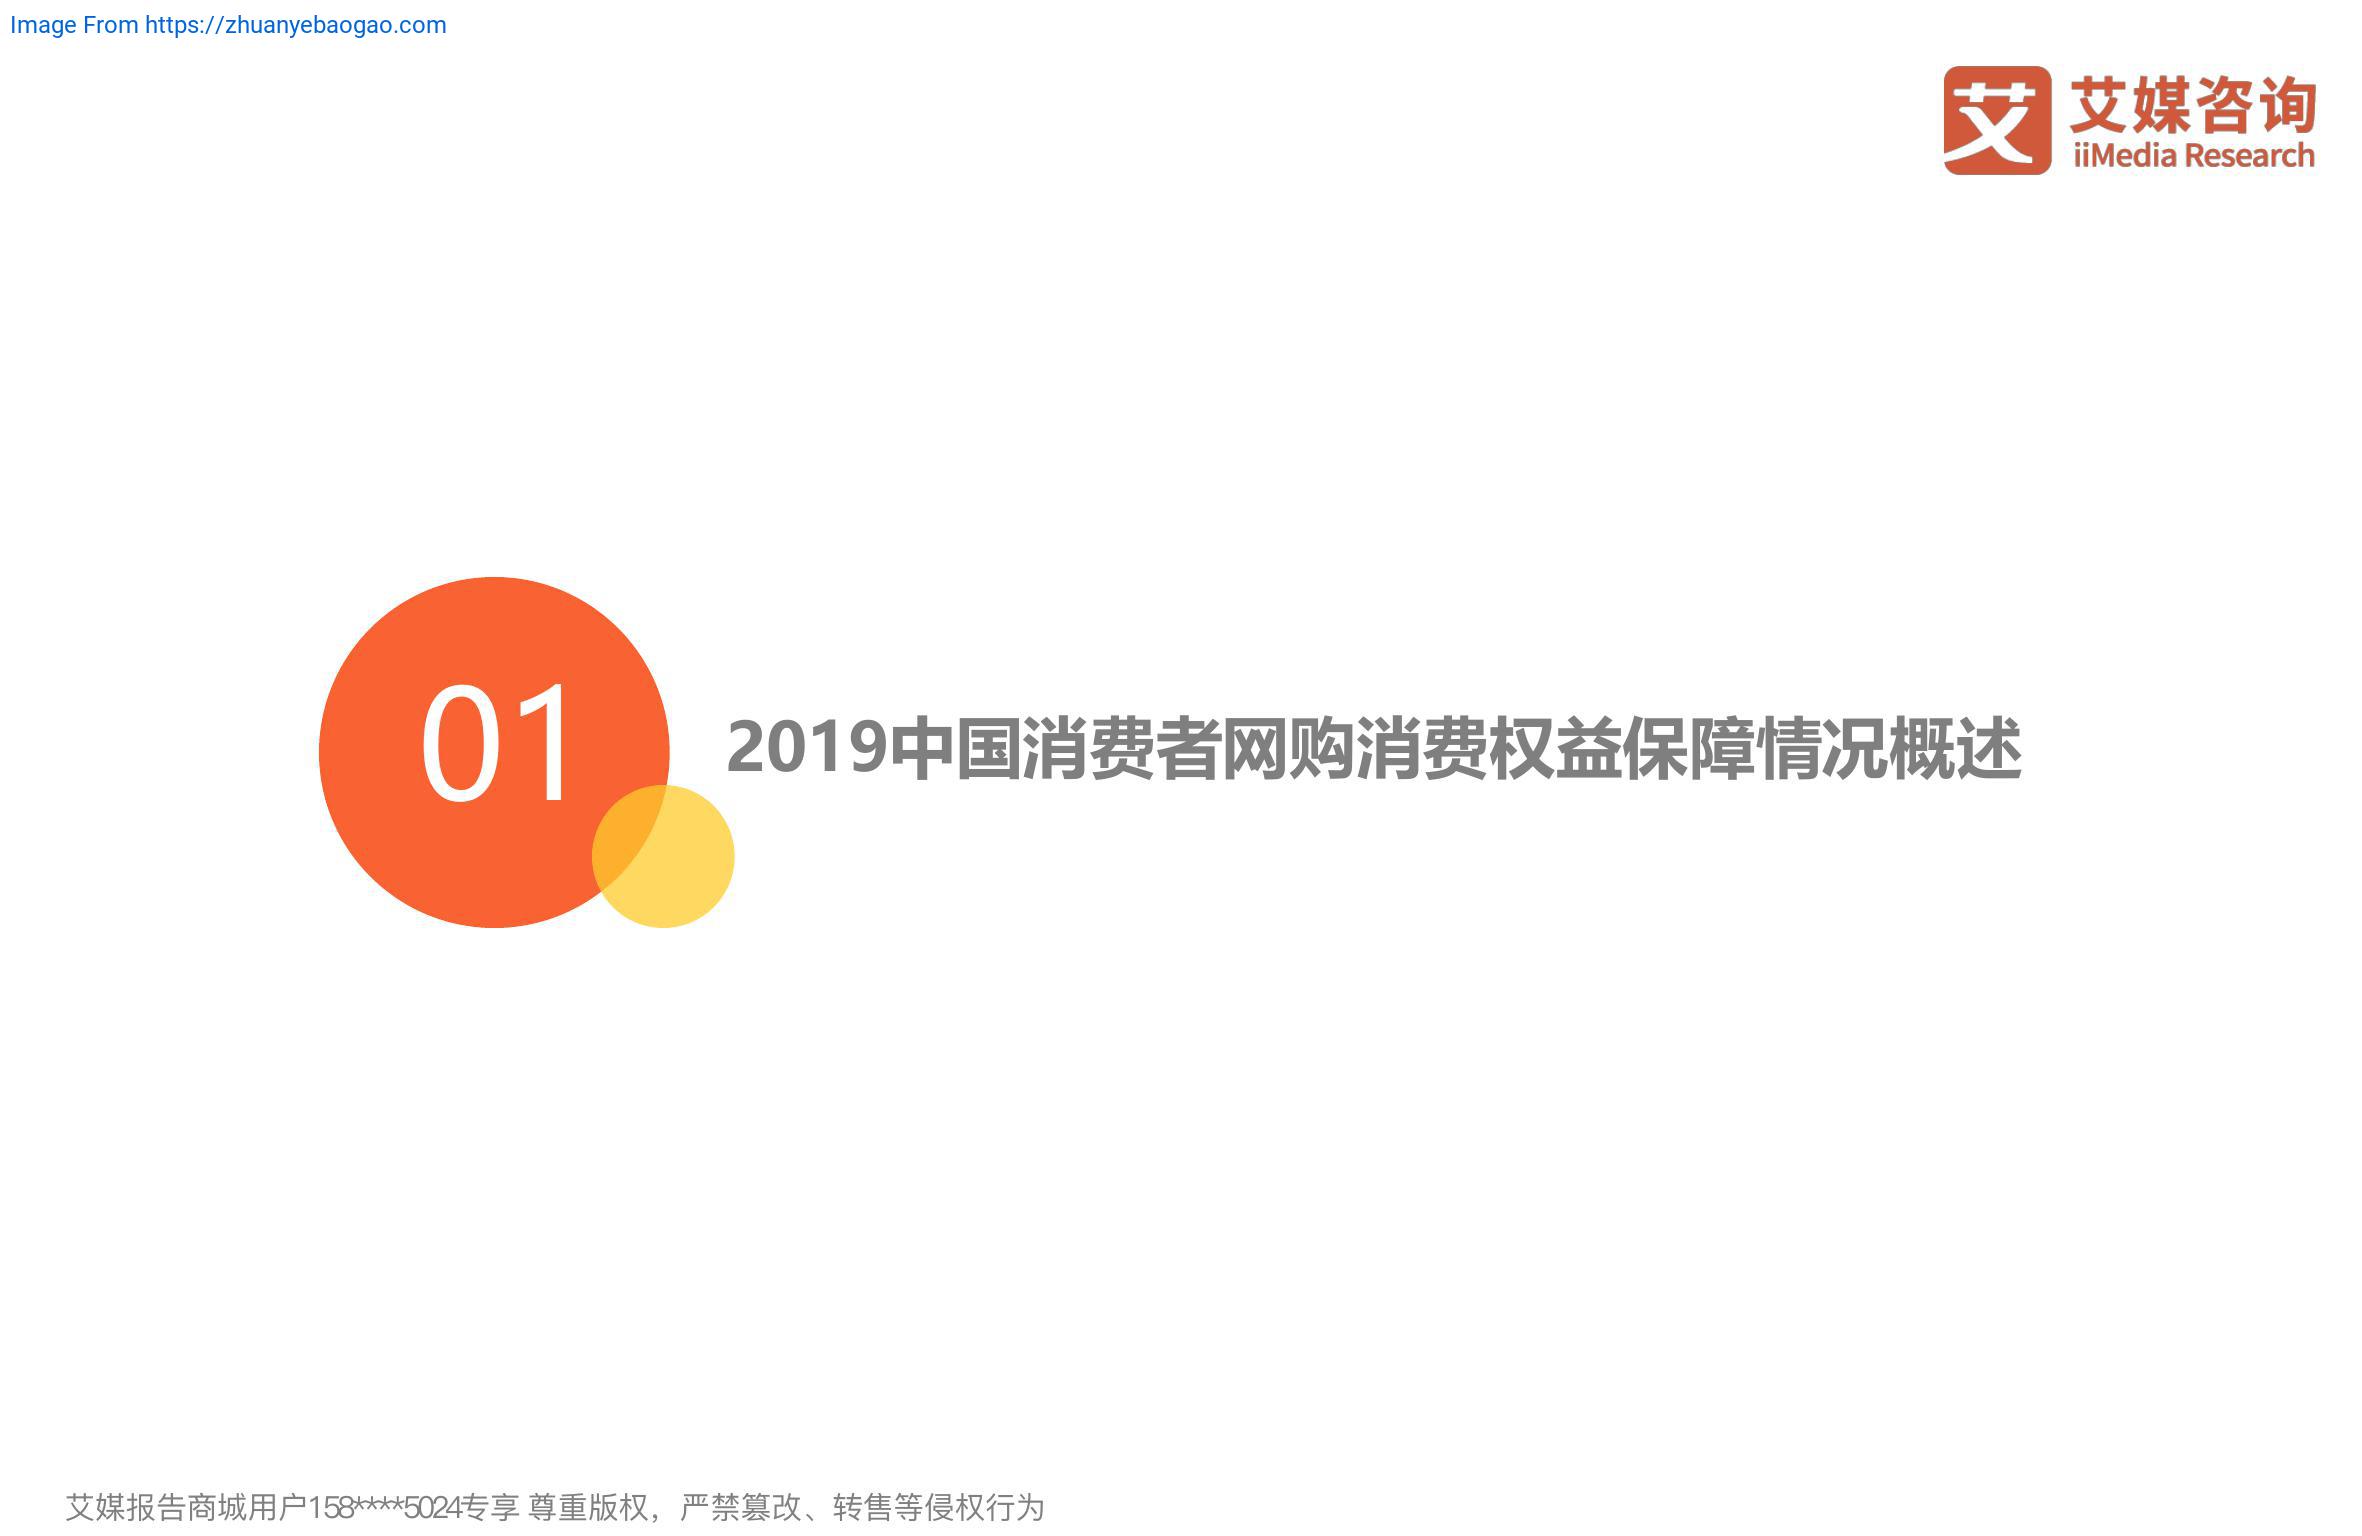 Image From https://zhuanyebaogao.com
艾 艾媒咨询
iiMedia Research
01
2019中国消费者网购消费权益保障情况概述
艾媒报告商城用户158****5024专享 尊重版权，严禁篡改、转售等侵权行为